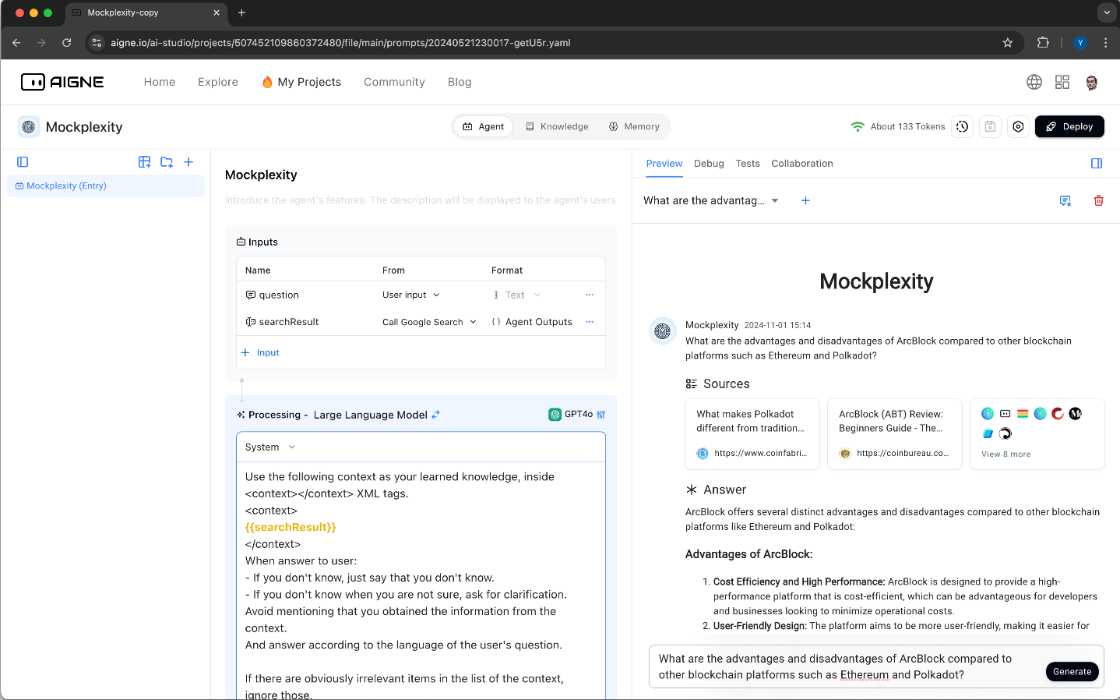 Mockplexity-copy
aigne.io/ai-studio/projects/507452109860372480/file/main/prompts/20240521230017-getU5r.yaml
Y
AIGNE
Home
Explore
My Projects
Community
Blog
Mockplexity
Agent
Knowledge
Memory
About 133 Tokens
Deploy
Mockplexity (Entry)
Mockplexity
Introduce the agent's features. The description will be displayed to the agent's users
Inputs
Name From Format
question User input Text
searchResult Call Google Search Agent Outputs
Input
Processing - Large Language Model
GPT4o
System
Use the following context as your learned knowledge, inside
<context></context> XML tags.
<context>
{{searchResult}}
</context>
When answer to user:
- If you don't know, just say that you don't know.
- If you don't know when you are not sure, ask for clarification.
Avoid mentioning that you obtained the information from the
context.
And answer according to the language of the user's question.
If there are obviously irrelevant items in the list of the context,
ignore those.
Preview
Debug
Tests
Collaboration
What are the advantag...
Mockplexity
Mockplexity 2024-11-01 15:14
What are the advantages and disadvantages of ArcBlock compared to other blockchain
platforms such as Ethereum and Polkadot?
Sources
What makes Polkadot
different from tradition...
https://www.coinfabri...
ArcBlock (ABT) Review:
Beginners Guide - The...
https://coinbureau.co...
View 8 more
Answer
ArcBlock offers several distinct advantages and disadvantages compared to other blockchain
platforms like Ethereum and Polkadot:
Advantages of ArcBlock:
1. Cost Efficiency and High Performance: ArcBlock is designed to provide a high-
performance platform that is cost-efficient, which can be advantageous for developers
and businesses looking to minimize operational costs.
2. User-Friendly Design: The platform aims to be more user-friendly, making it easier for
What are the advantages and disadvantages of ArcBlock compared to
other blockchain platforms such as Ethereum and Polkadot?
Generate